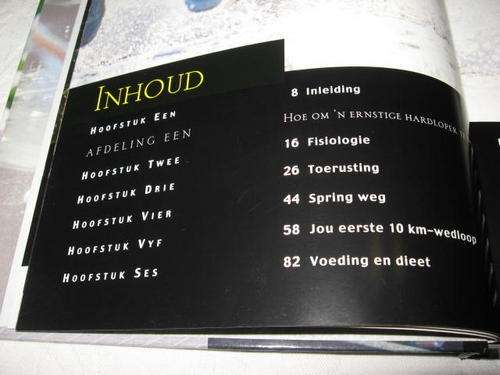 INHOUD
HOOFSTUK EEN 8 Inleiding
AFDELING EEN HOE OM 'N ERNSTIGE HARDLOPER
HOOFSTUK TWEE 16 Fisiologie
HOOFSTUK DRIE 26 Toerusting
HOOFSTUK VIER 44 Spring weg
HOOFSTUK VYF 58 Jou eerste 10 km-wedloop
HOOFSTUK SES 82 Voeding en dieet